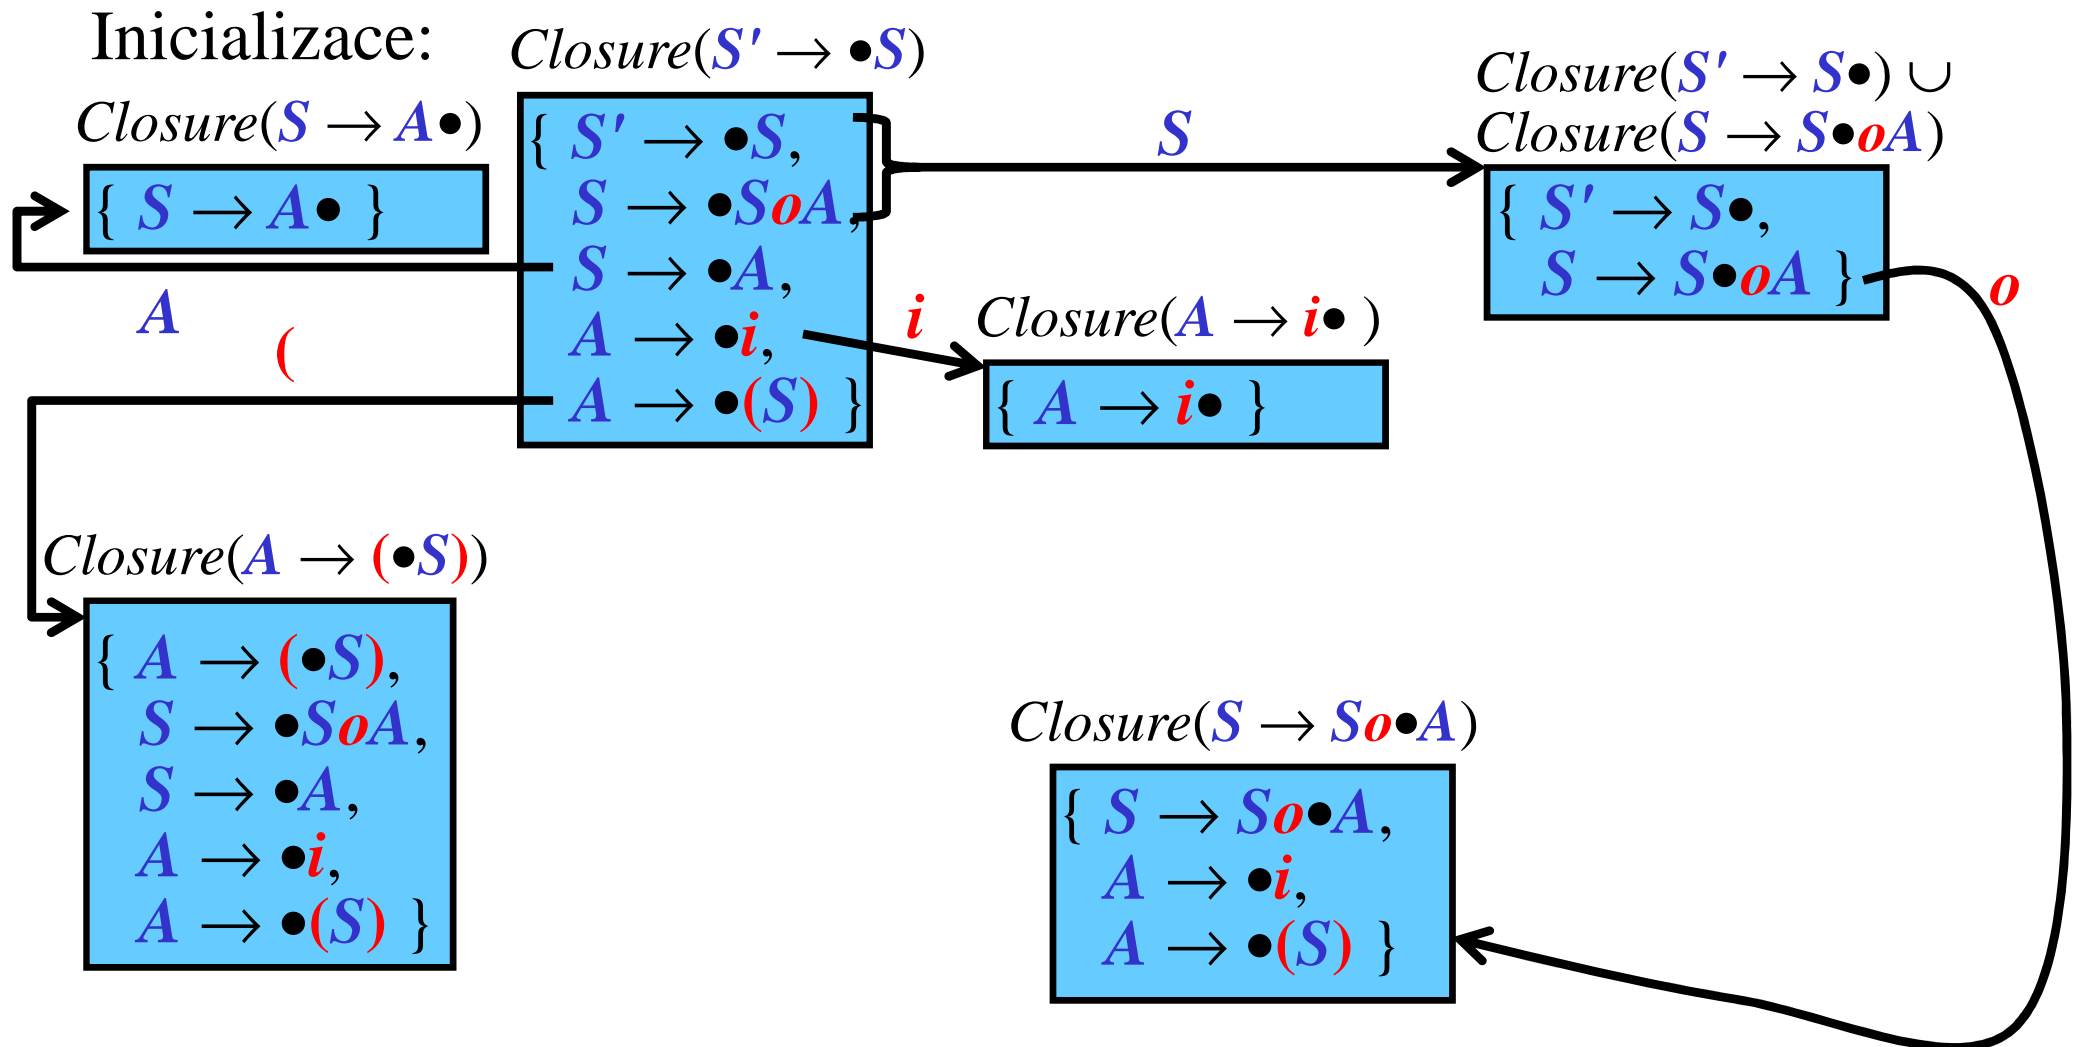 Inicializace:
Closure(S → A•)
{ S → A• }
A
(
Closure(S' → •S)
{ S' → •S,
S → •SoA,
S → •A,
A → •i,
A → •(S) }
S
Closure(S' → S•) ∪
Closure(S → S•oA)
{ S' → S•,
S → S•oA }
o
i
Closure(A → i• )
{ A → i• }
Closure(A → (•S))
{ A → (•S),
S → •SoA,
S → •A,
A → •i,
A → •(S) }
Closure(S → So•A)
{ S → So•A,
A → •i,
A → •(S) }